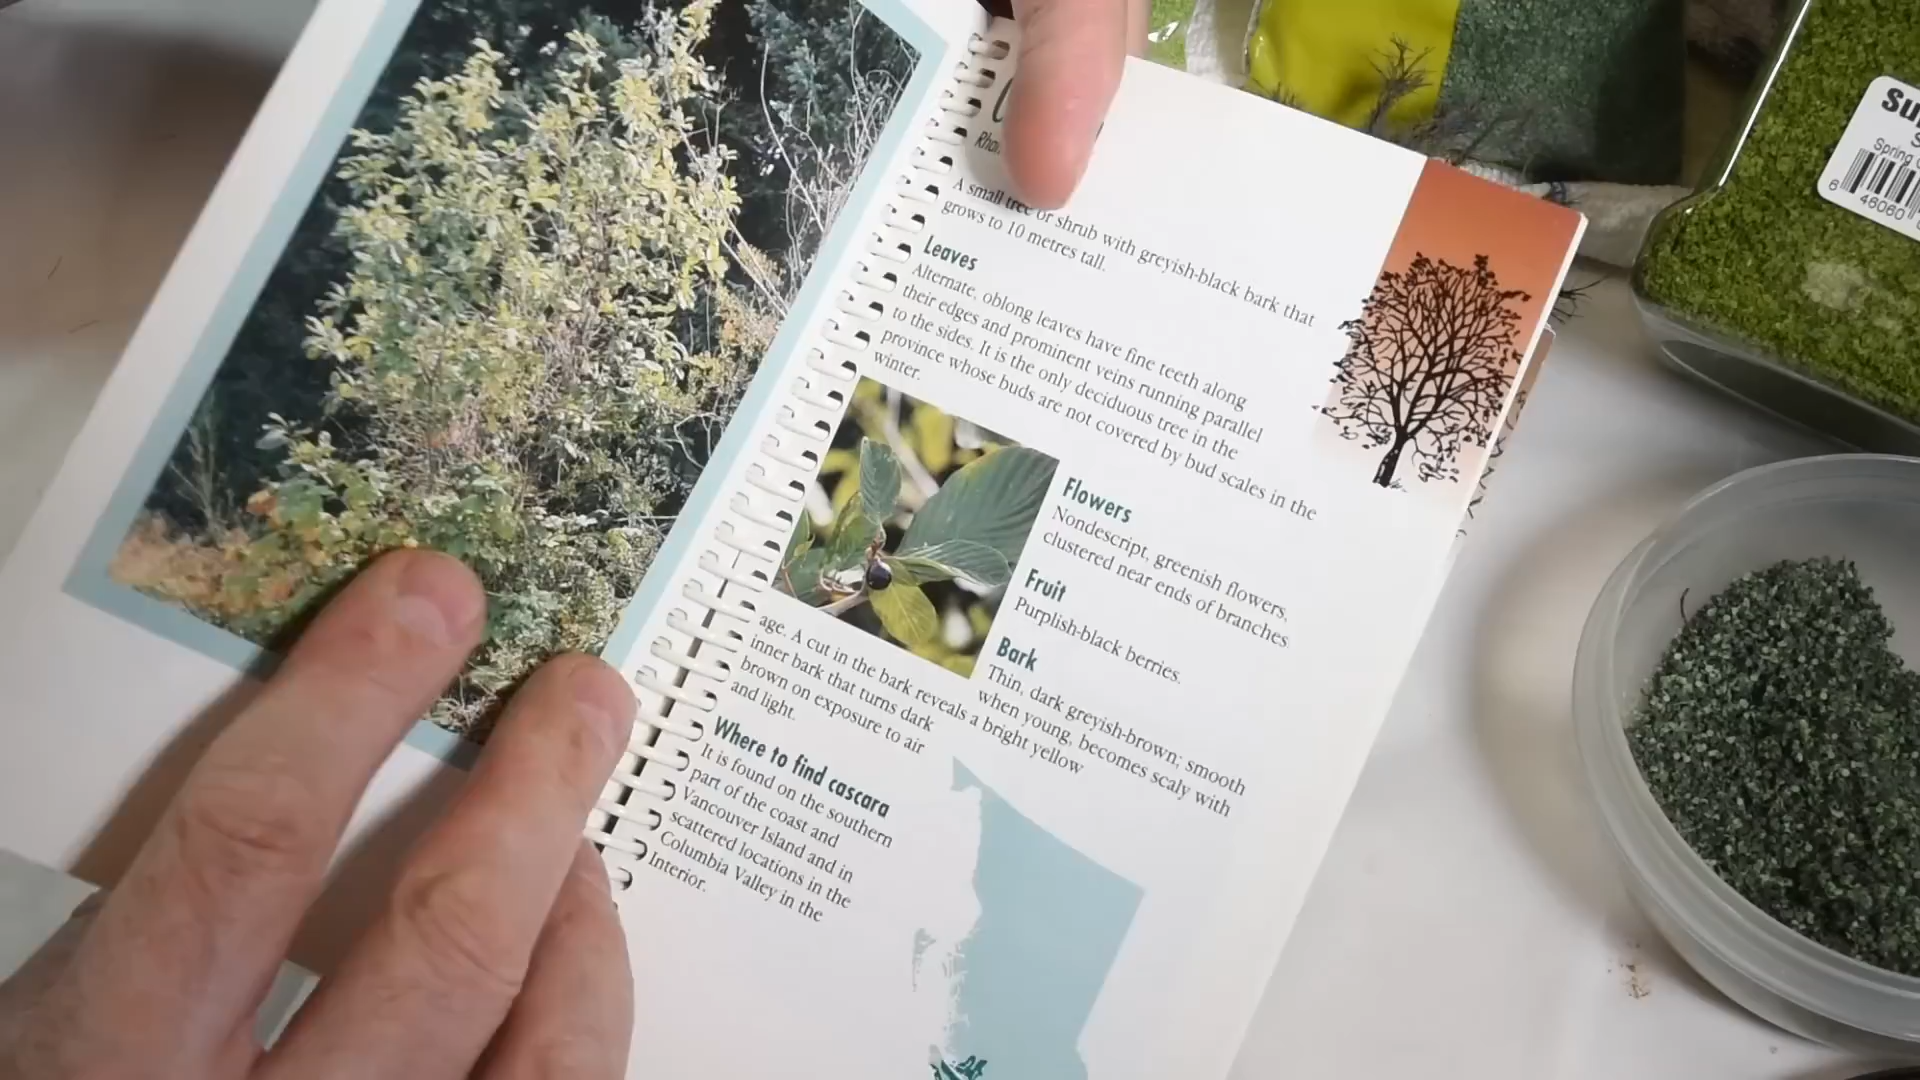 A small tree or shrub with greyish-black bark that
grows to 10 metres tall.
Leaves
Alternate, oblong leaves have fine teeth along
their edges and prominent veins running parallel
to the sides. It is the only deciduous tree in the
province whose buds are not covered by bud scales in the
winter.
Flowers
Nondescript, greenish flowers,
clustered near ends of branches.
Fruit
Purplish-black berries.
Bark
Thin, dark greyish-brown; smooth
when young, becomes scaly with
age. A cut in the bark reveals a bright yellow
inner bark that turns dark
brown on exposure to air
and light.
Where to find cascara
It is found on the southern
part of the coast and
Vancouver Island and in
scattered locations in the
Columbia Valley in the
Interior.
Spring
6 46060